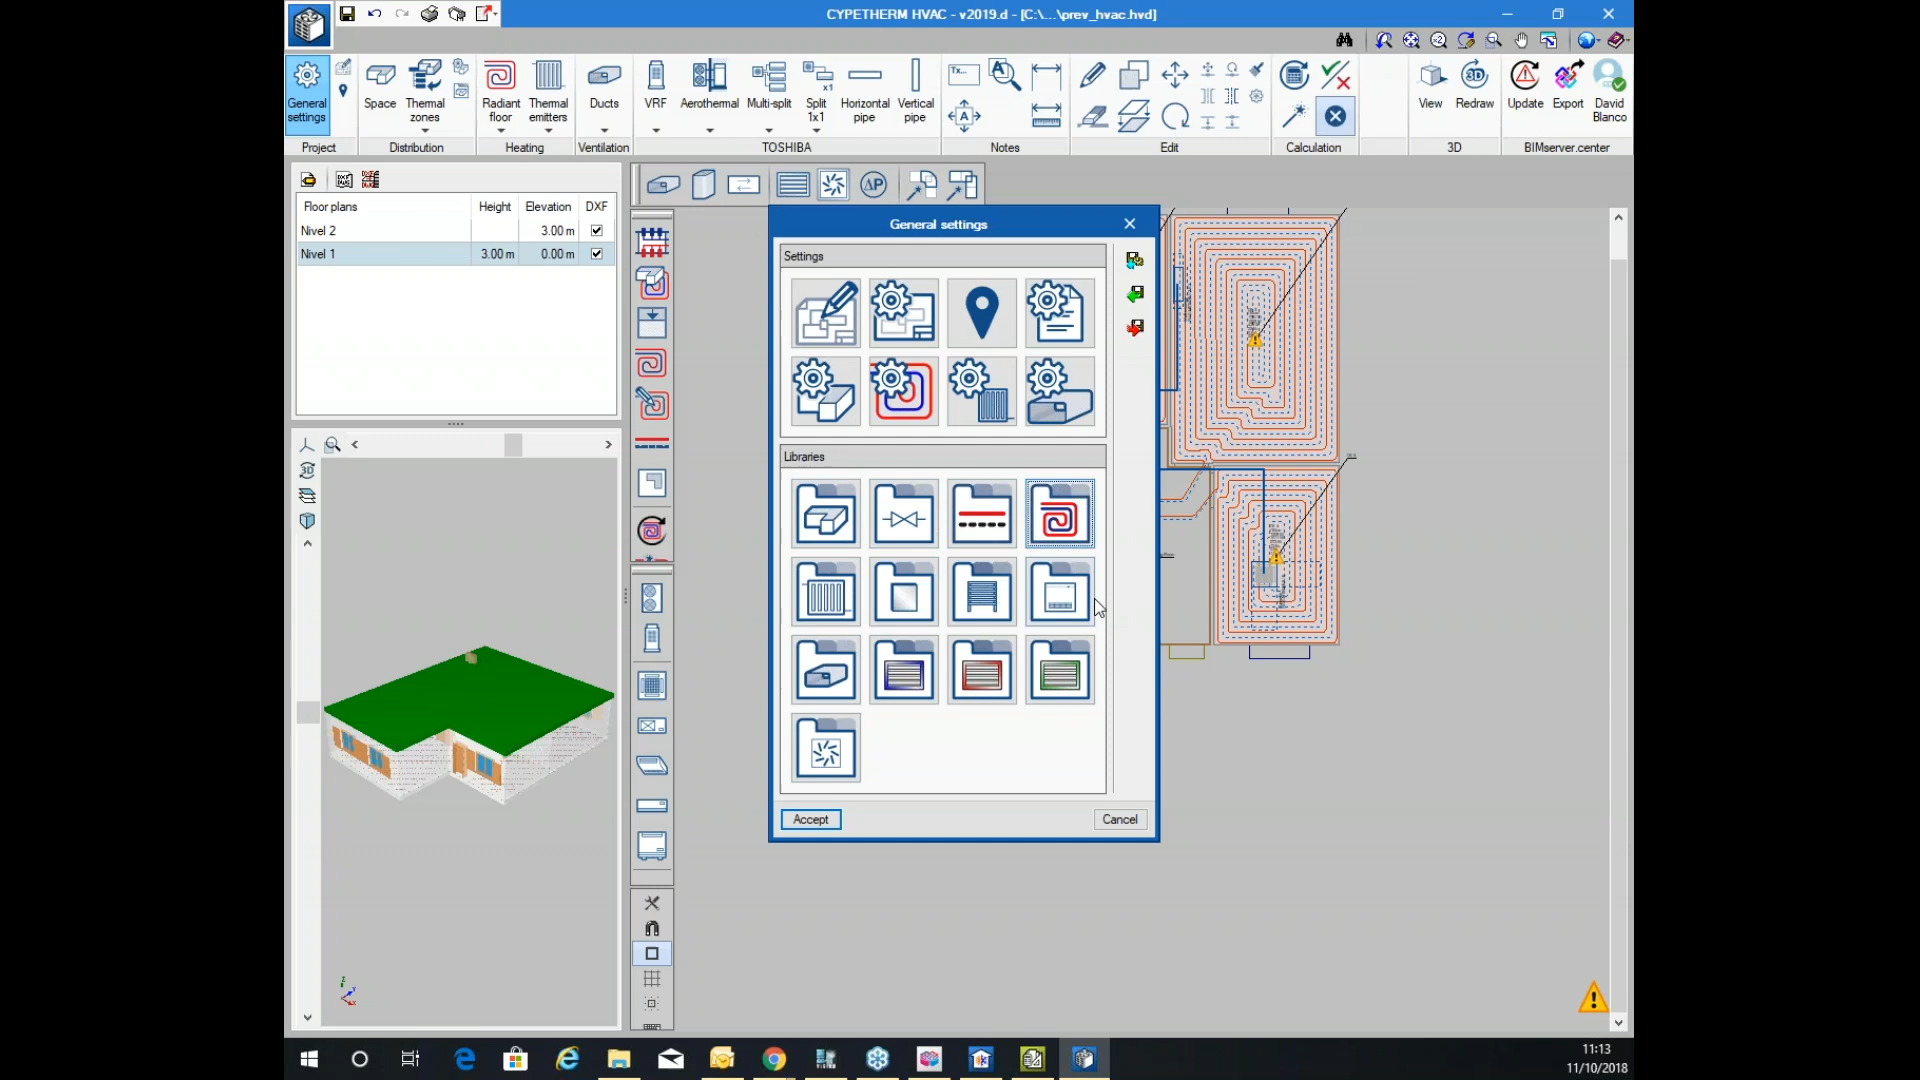 CYPETHERM HVAC - v2019.d - [C:\...\prev_hvac.hvd]
General settings
Space
Thermal zones
Radiant floor
Thermal emitters
Ducts
VRF
Aerothermal
Multi-split
Split 1x1
Horizontal pipe
Vertical pipe
Tx...
A
View
Redraw
Update
Export
David Blanco
Project
Distribution
Heating
Ventilation
TOSHIBA
Notes
Edit
Calculation
3D
BIMserver.center
Floor plans Height Elevation DXF
Nivel 2 3.00 m
Nivel 1 3.00 m 0.00 m
ΔP
3D
General settings
Settings
Libraries
Accept
Cancel
11:13
11/10/2018